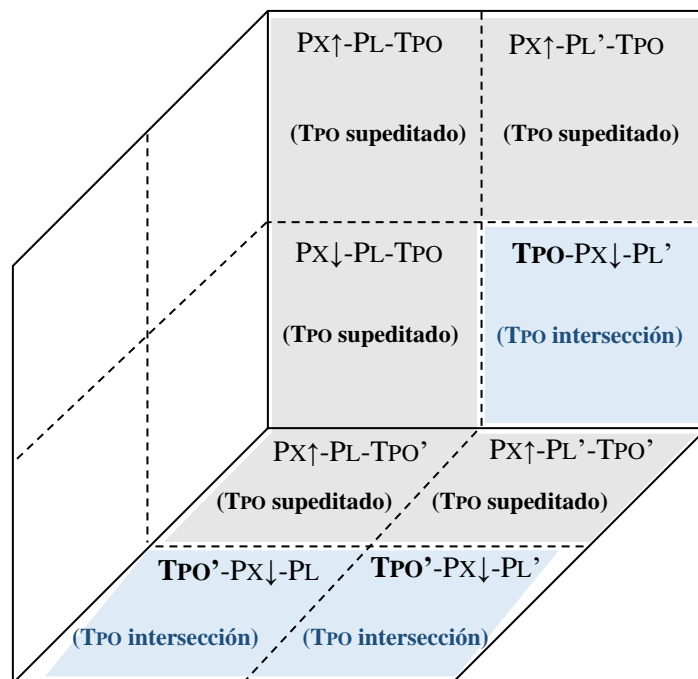 PX↑-PL-TPO
PX↑-PL’-TPO
(TPO supeditado)
(TPO supeditado)
PX↓-PL-TPO
TPO-PX↓-PL’
(TPO supeditado)
(TPO intersección)
PX↑-PL-TPO’
PX↑-PL’-TPO’
(TPO supeditado)
(TPO supeditado)
TPO’-PX↓-PL
TPO’-PX↓-PL’
(TPO intersección)
(TPO intersección)